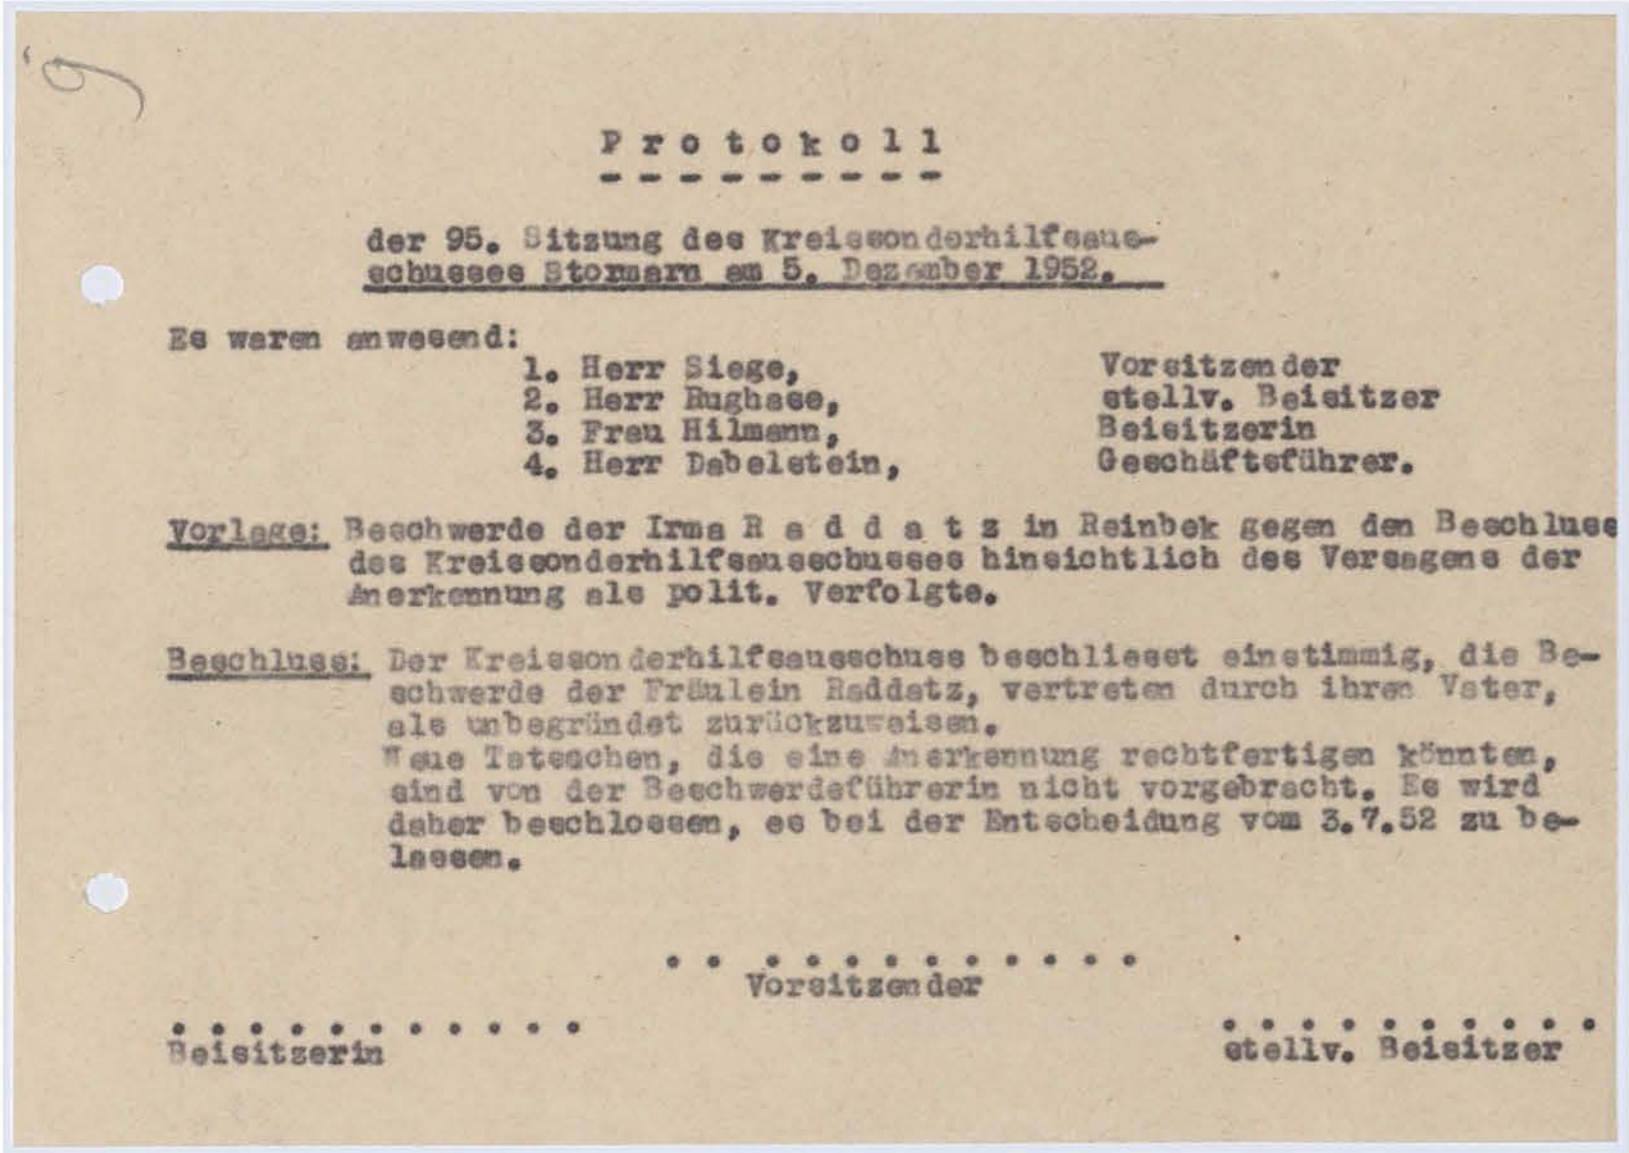 9
P r o t o k o l l
- - - - - - - - -
der 95. Sitzung des Kreissonderhilfsaus-
schusses Stormarn am 5. Dezember 1952.
Es waren anwesend:
1. Herr Siege, Vorsitzender
2. Herr Rughase, stellv. Beisitzer
3. Frau Hilmann, Beisitzerin
4. Herr Dabelstein, Geschäftsführer.
Vorlage: Beschwerde der Irma R a d d a t z in Reinbek gegen den Beschluss
des Kreissonderhilfsausschusses hinsichtlich des Versagens der
Anerkennung als polit. Verfolgte.
Beschluss: Der Kreissonderhilfsausschuss beschliesst einstimmig, die Be-
schwerde der Fräulein Raddatz, vertreten durch ihren Vater,
als unbegründet zurückzuweisen.
Neue Tatsachen, die eine Anerkennung rechtfertigen könnten,
sind von der Beschwerdeführerin nicht vorgebracht. Es wird
daher beschlossen, es bei der Entscheidung vom 3.7.52 zu be-
lassen.
. . . . . . . . . . . .
Vorsitzender
. . . . . . . . . . .
Beisitzerin
. . . . . . . . . .
stellv. Beisitzer